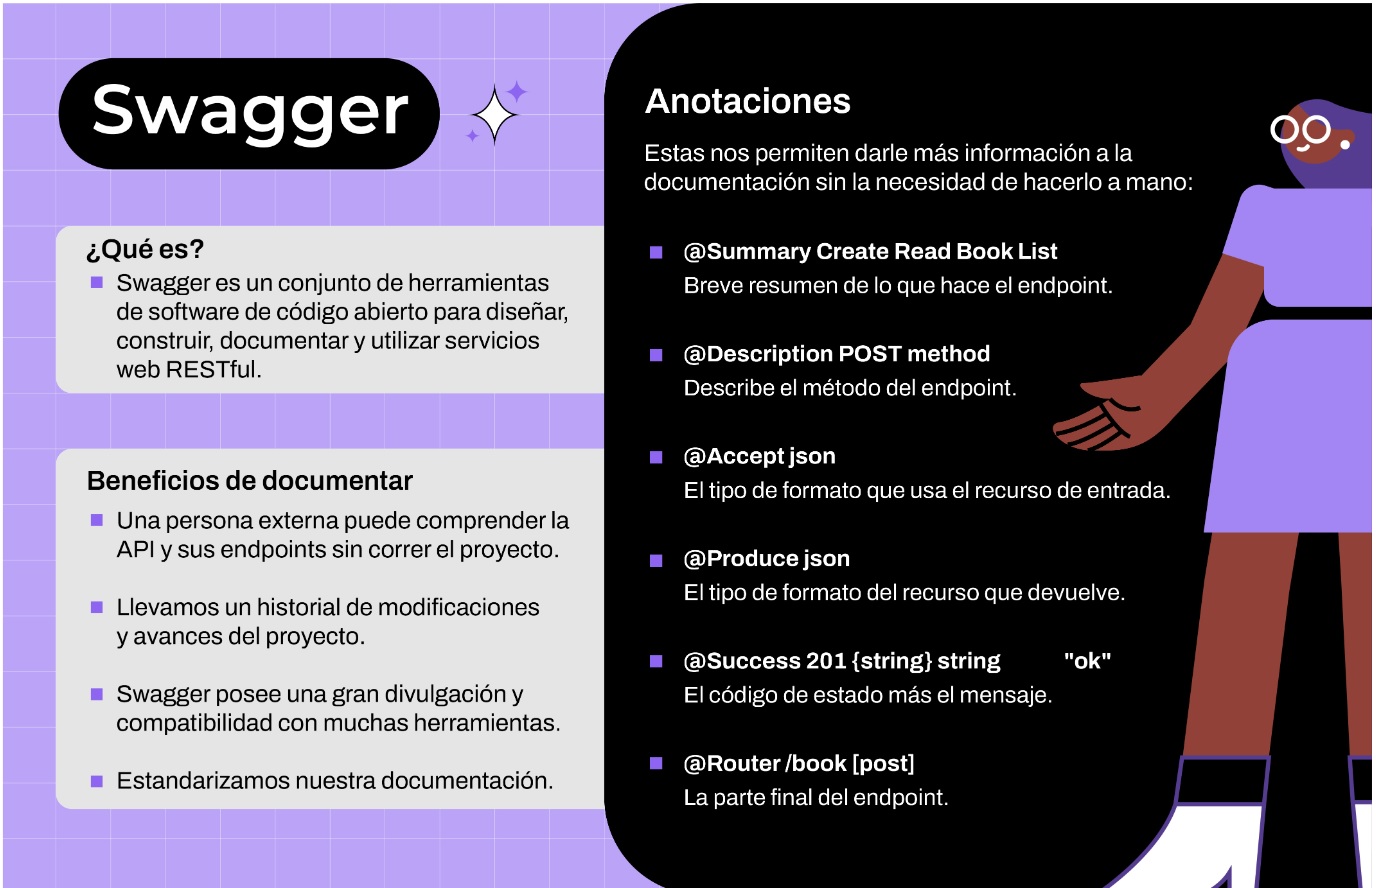 Swagger
¿Qué es?
Swagger es un conjunto de herramientas
de software de código abierto para diseñar,
construir, documentar y utilizar servicios
web RESTful.
Beneficios de documentar
Una persona externa puede comprender la
API y sus endpoints sin correr el proyecto.
Llevamos un historial de modificaciones
y avances del proyecto.
Swagger posee una gran divulgación y
compatibilidad con muchas herramientas.
Estandarizamos nuestra documentación.
Anotaciones
Estas nos permiten darle más información a la
documentación sin la necesidad de hacerlo a mano:
@Summary Create Read Book List
Breve resumen de lo que hace el endpoint.
@Description POST method
Describe el método del endpoint.
@Accept json
El tipo de formato que usa el recurso de entrada.
@Produce json
El tipo de formato del recurso que devuelve.
@Success 201 {string} string "ok"
El código de estado más el mensaje.
@Router /book [post]
La parte final del endpoint.